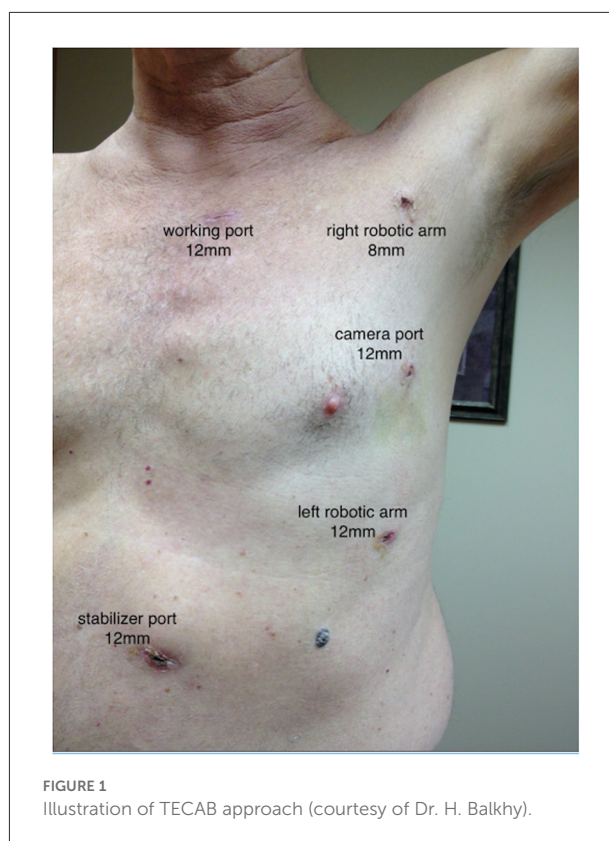 working port
12mm
right robotic arm
8mm
camera port
12mm
left robotic arm
12mm
stabilizer port
12mm
FIGURE 1
Illustration of TECAB approach (courtesy of Dr. H. Balkhy).